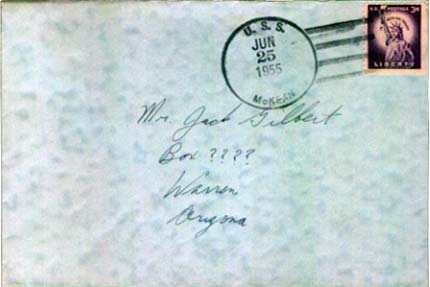 U.S. POSTAGE 3¢
LIBERTY
U.S.S.
JUN
25
1955
McKEAN
Mr. Jack Gilbert
Box ????
Warren
Arizona